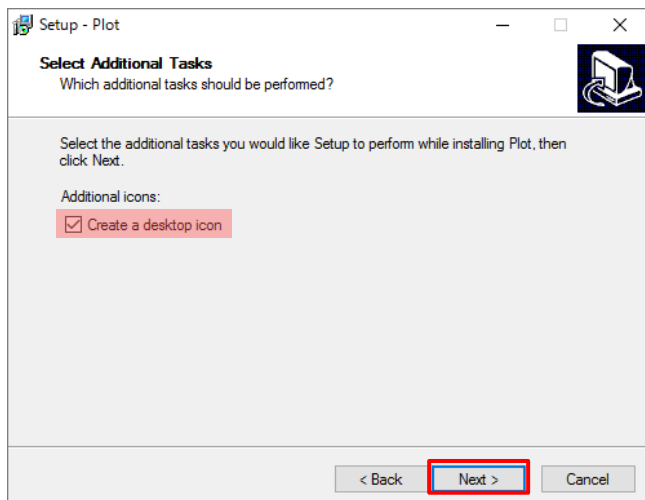 Setup - Plot
Select Additional Tasks
Which additional tasks should be performed?
Select the additional tasks you would like Setup to perform while installing Plot, then
click Next.
Additional icons:
Create a desktop icon
< Back
Next >
Cancel